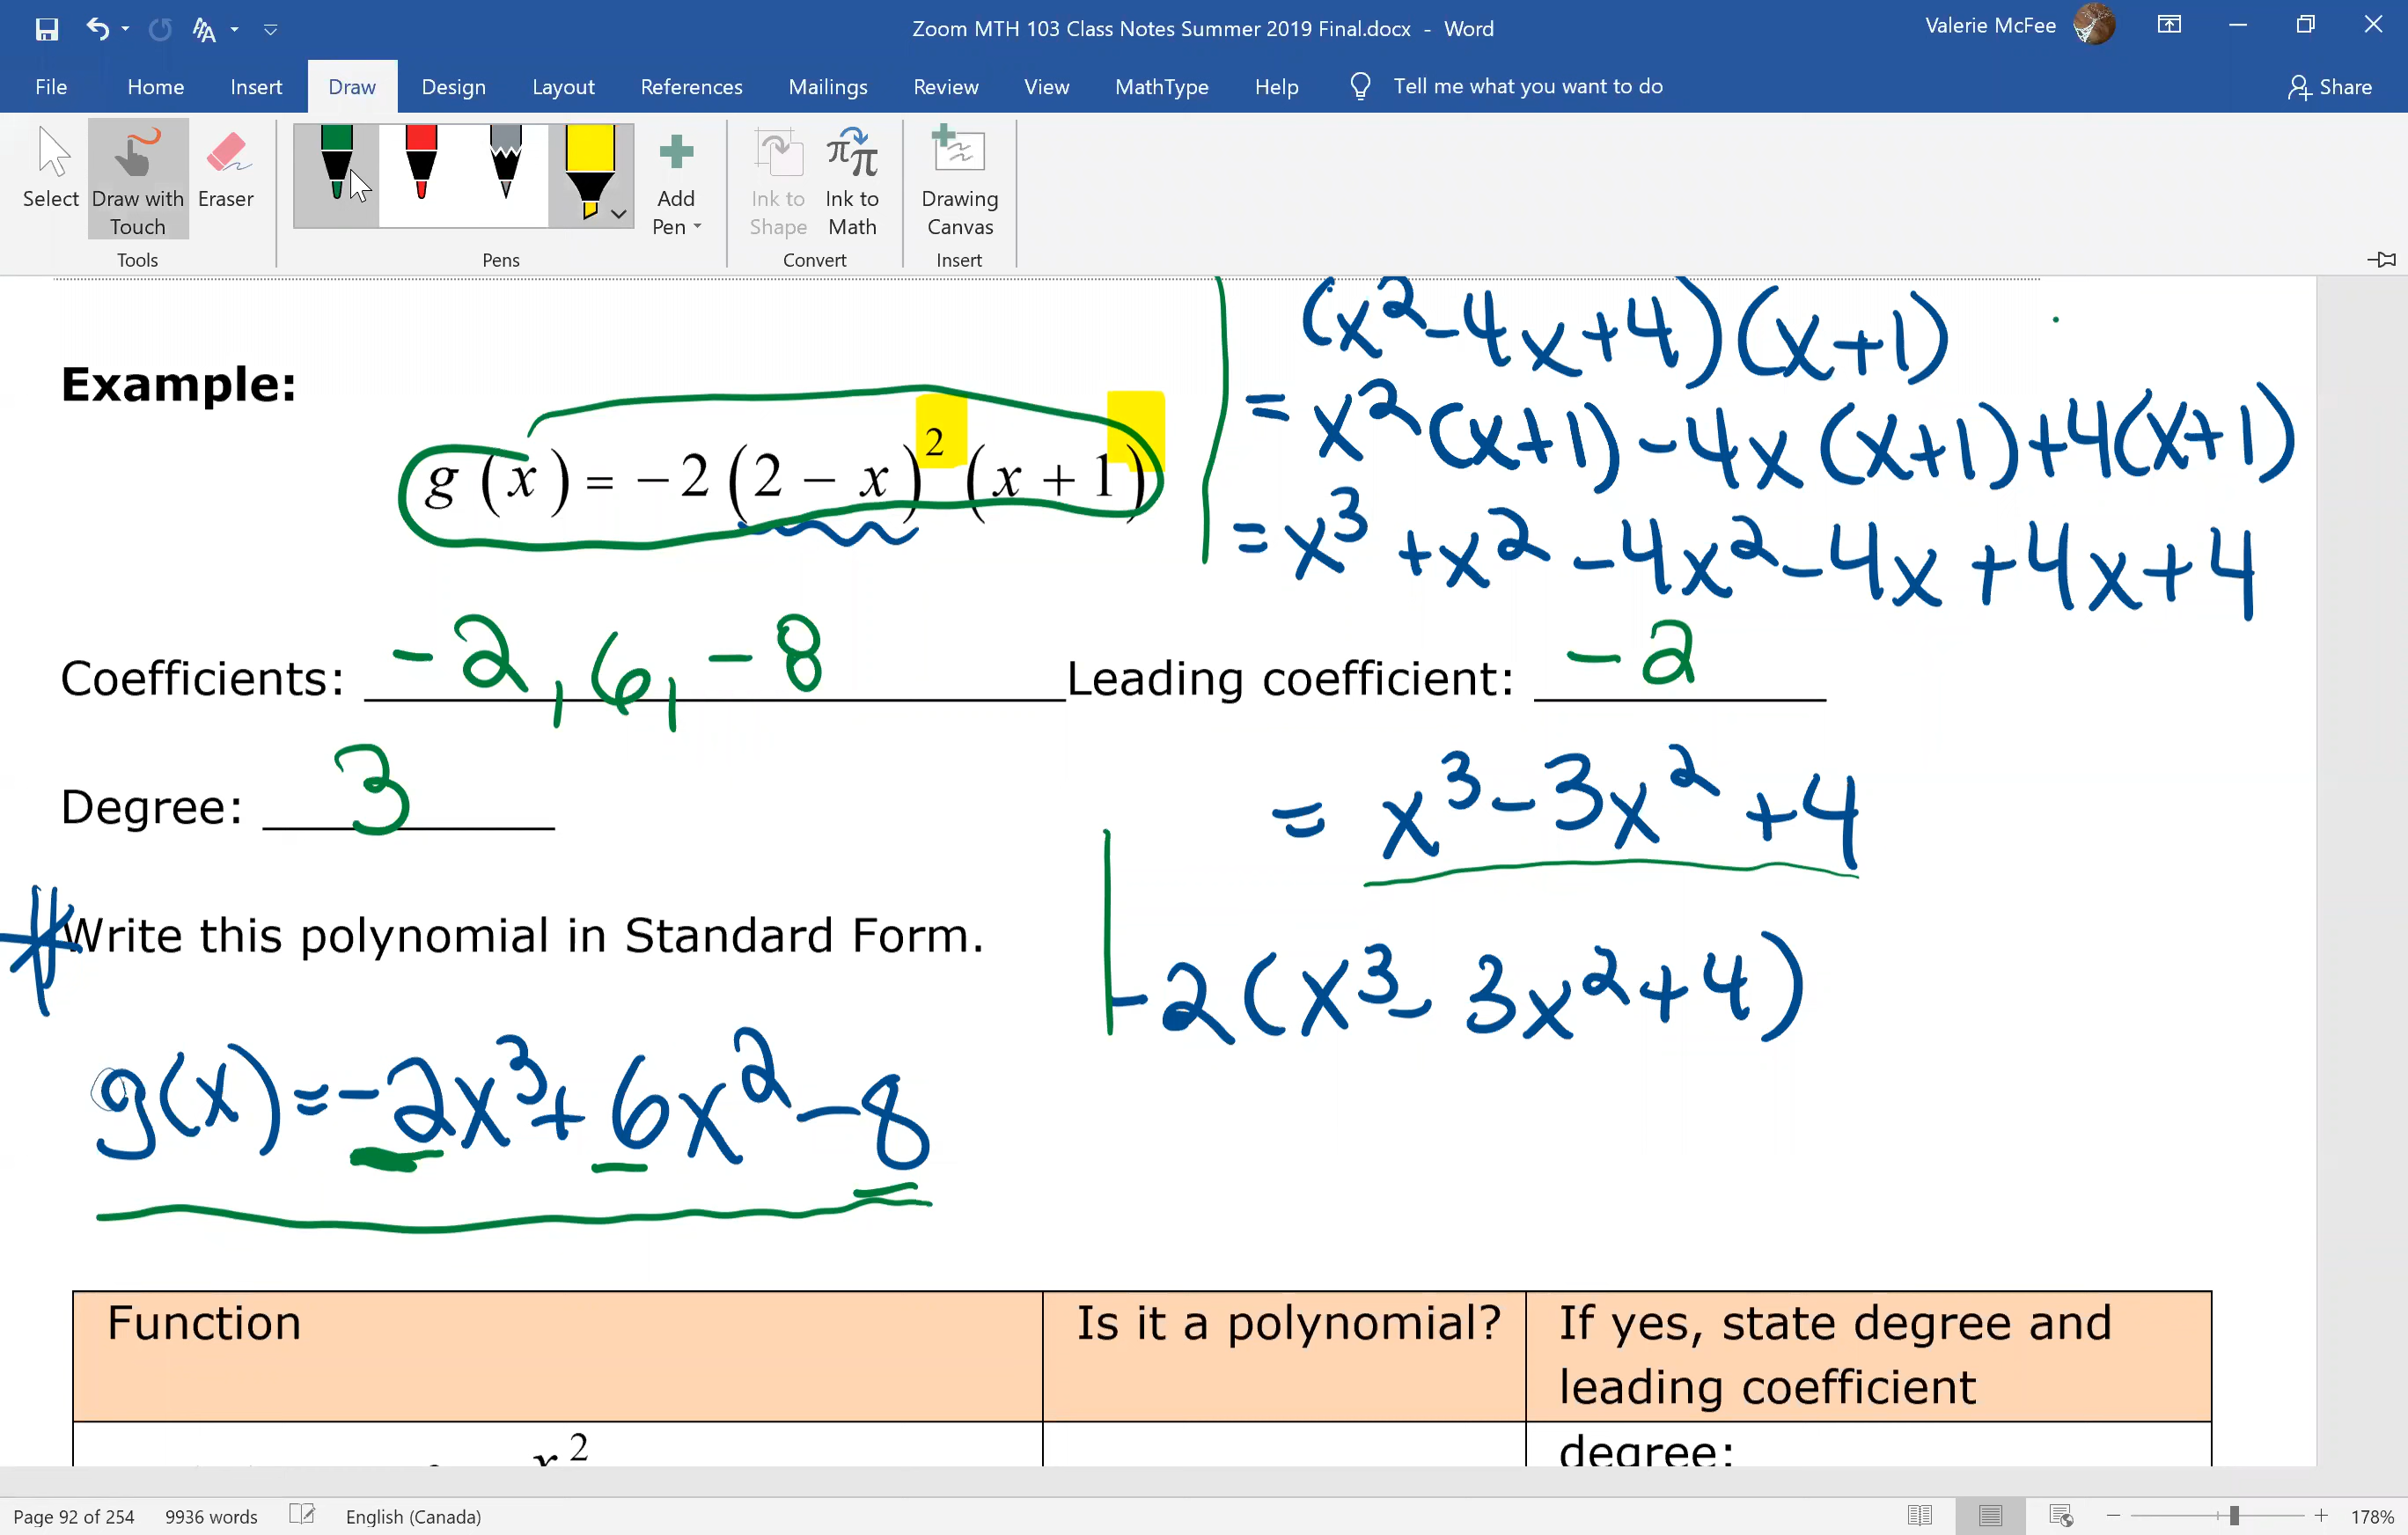 Zoom MTH 103 Class Notes Summer 2019 Final.docx - Word
Valerie McFee
File Home Insert Draw Design Layout References Mailings Review View MathType Help Tell me what you want to do Share
Select Draw with Touch Eraser Add Pen Ink to Shape Ink to Math Drawing Canvas
Tools Pens Convert Insert
(x²-4x+4)(x+1)
Example:
= x²(x+1)-4x(x+1)+4(x+1)
g(x) = -2(2-x)²(x+1)
= x³+x²-4x²-4x+4x+4
Coefficients: -2, 6, -8 Leading coefficient: -2
Degree: 3
= x³-3x²+4
Write this polynomial in Standard Form.
-2(x³-3x²+4)
g(x)=-2x³+6x²-8
Function Is it a polynomial? If yes, state degree and leading coefficient
x² degree:
Page 92 of 254 9936 words English (Canada) 178%